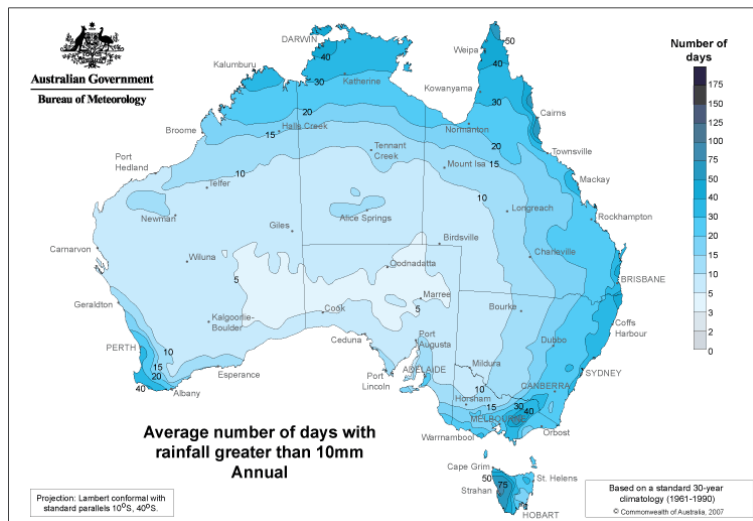 Australian Government
Bureau of Meteorology
DARWIN
40
Kalumburu
Katherine
30
20
Weipa
50
40
Kowanyama
30
Cairns
Broome
15
Halls Creek
Normanton
20
Townsville
Port
Hedland
10
Telfer
Tennant
Creek
Mount Isa
15
Mackay
Newman
Alice Springs
10
Longreach
Rockhampton
Carnarvon
Wiluna
Giles
Birdsville
Charleville
5
Oodnadatta
BRISBANE
Geraldton
Kalgoorlie-
Boulder
Cook
Marree
5
Bourke
Coffs
Harbour
PERTH
10
15
20
40
Albany
Esperance
Ceduna
Port
Augusta
Port
Lincoln
ADELAIDE
Mildura
10
Dubbo
SYDNEY
CANBERRA
Horsham
15
30
40
MELBOURNE
Warrnambool
Orbost
Cape Grim
50
75
Strahan
St. Helens
HOBART
Number of
days
175
150
125
100
75
50
40
30
20
15
10
5
3
2
0
Average number of days with
rainfall greater than 10mm
Annual
Projection: Lambert conformal with
standard parallels 10°S, 40°S.
Based on a standard 30-year
climatology (1961-1990)
© Commonwealth of Australia, 2007